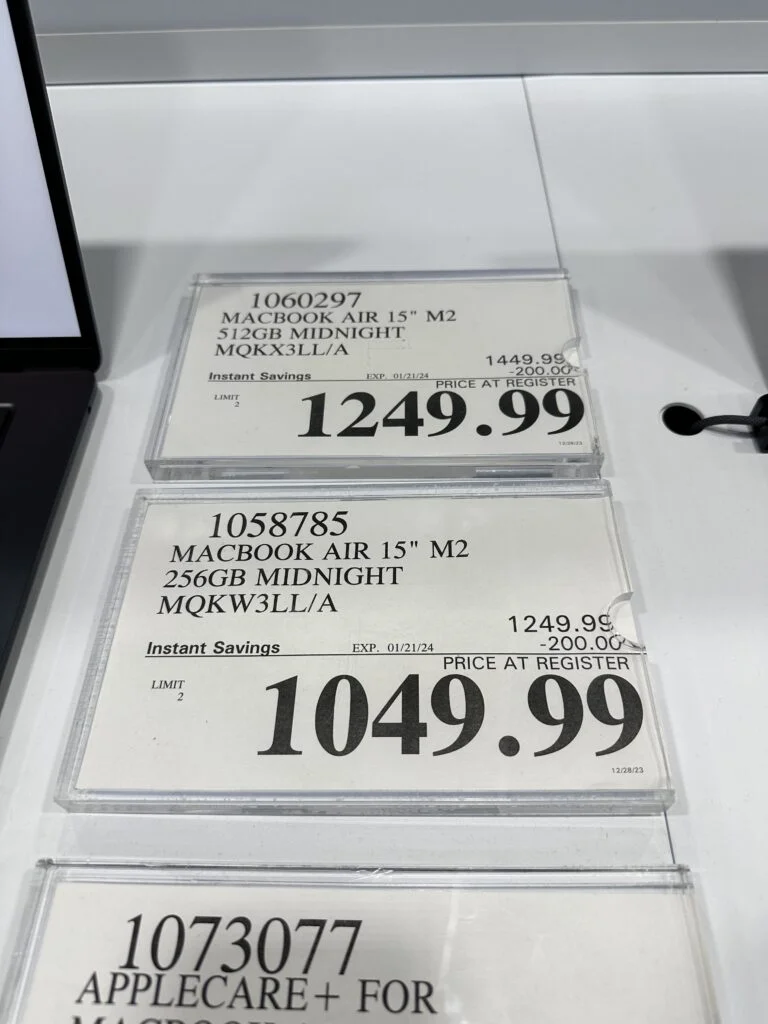 1060297
MACBOOK AIR 15" M2
512GB MIDNIGHT
MQKX3LL/A
1449.99
-200.00
Instant Savings EXP. 01/21/24
PRICE AT REGISTER
LIMIT
2
1249.99
12/28/23
1058785
MACBOOK AIR 15" M2
256GB MIDNIGHT
MQKW3LL/A
1249.99
-200.00
Instant Savings EXP. 01/21/24
PRICE AT REGISTER
LIMIT
2
1049.99
12/28/23
1073077
APPLECARE+ FOR
MACBOOK